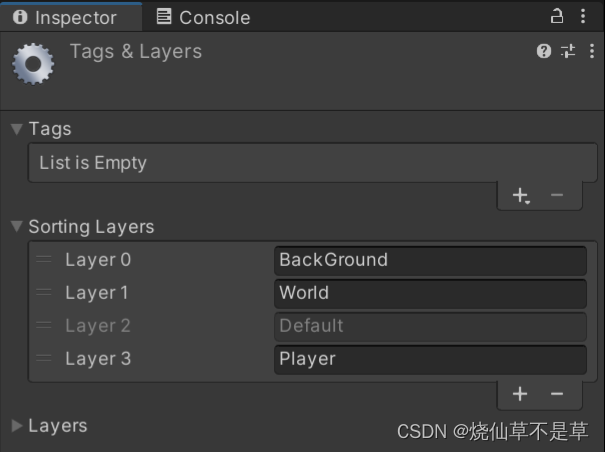 Inspector Console
Tags & Layers
Tags
List is Empty
Sorting Layers
Layer 0 BackGround
Layer 1 World
Layer 2 Default
Layer 3 Player
Layers
CSDN @烧仙草不是草